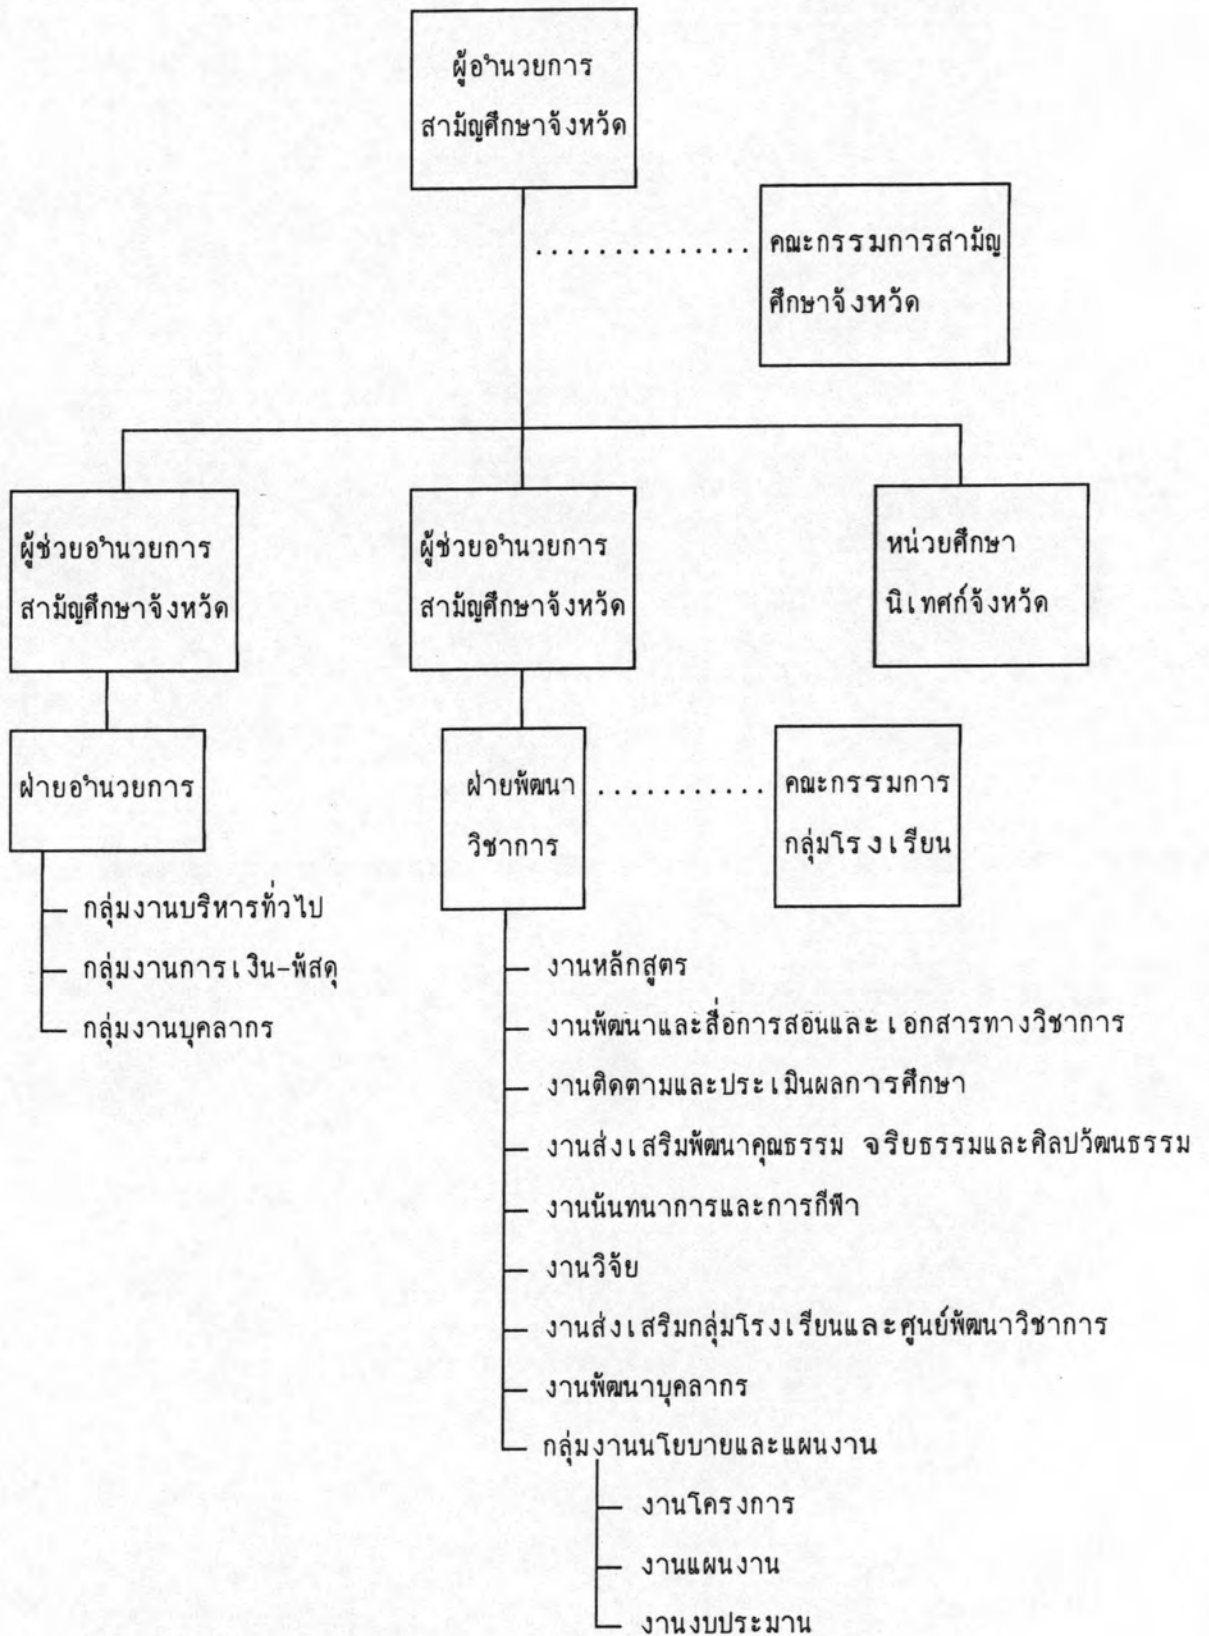 ผู้อำนวยการ
สามัญศึกษาจังหวัด
คณะกรรมการสามัญ
ศึกษาจังหวัด
ผู้ช่วยอำนวยการ
สามัญศึกษาจังหวัด
ผู้ช่วยอำนวยการ
สามัญศึกษาจังหวัด
หน่วยศึกษา
นิเทศก์จังหวัด
ฝ่ายอำนวยการ
กลุ่มงานบริหารทั่วไป
กลุ่มงานการเงิน-พัสดุ
กลุ่มงานบุคลากร
ฝ่ายพัฒนา
วิชาการ
คณะกรรมการ
กลุ่มโรงเรียน
งานหลักสูตร
งานพัฒนาและสื่อการสอนและเอกสารทางวิชาการ
งานติดตามและประเมินผลการศึกษา
งานส่งเสริมพัฒนาคุณธรรม จริยธรรมและศิลปวัฒนธรรม
งานนันทนาการและการกีฬา
งานวิจัย
งานส่งเสริมกลุ่มโรงเรียนและศูนย์พัฒนาวิชาการ
งานพัฒนาบุคลากร
กลุ่มงานนโยบายและแผนงาน
งานโครงการ
งานแผนงาน
งานงบประมาน